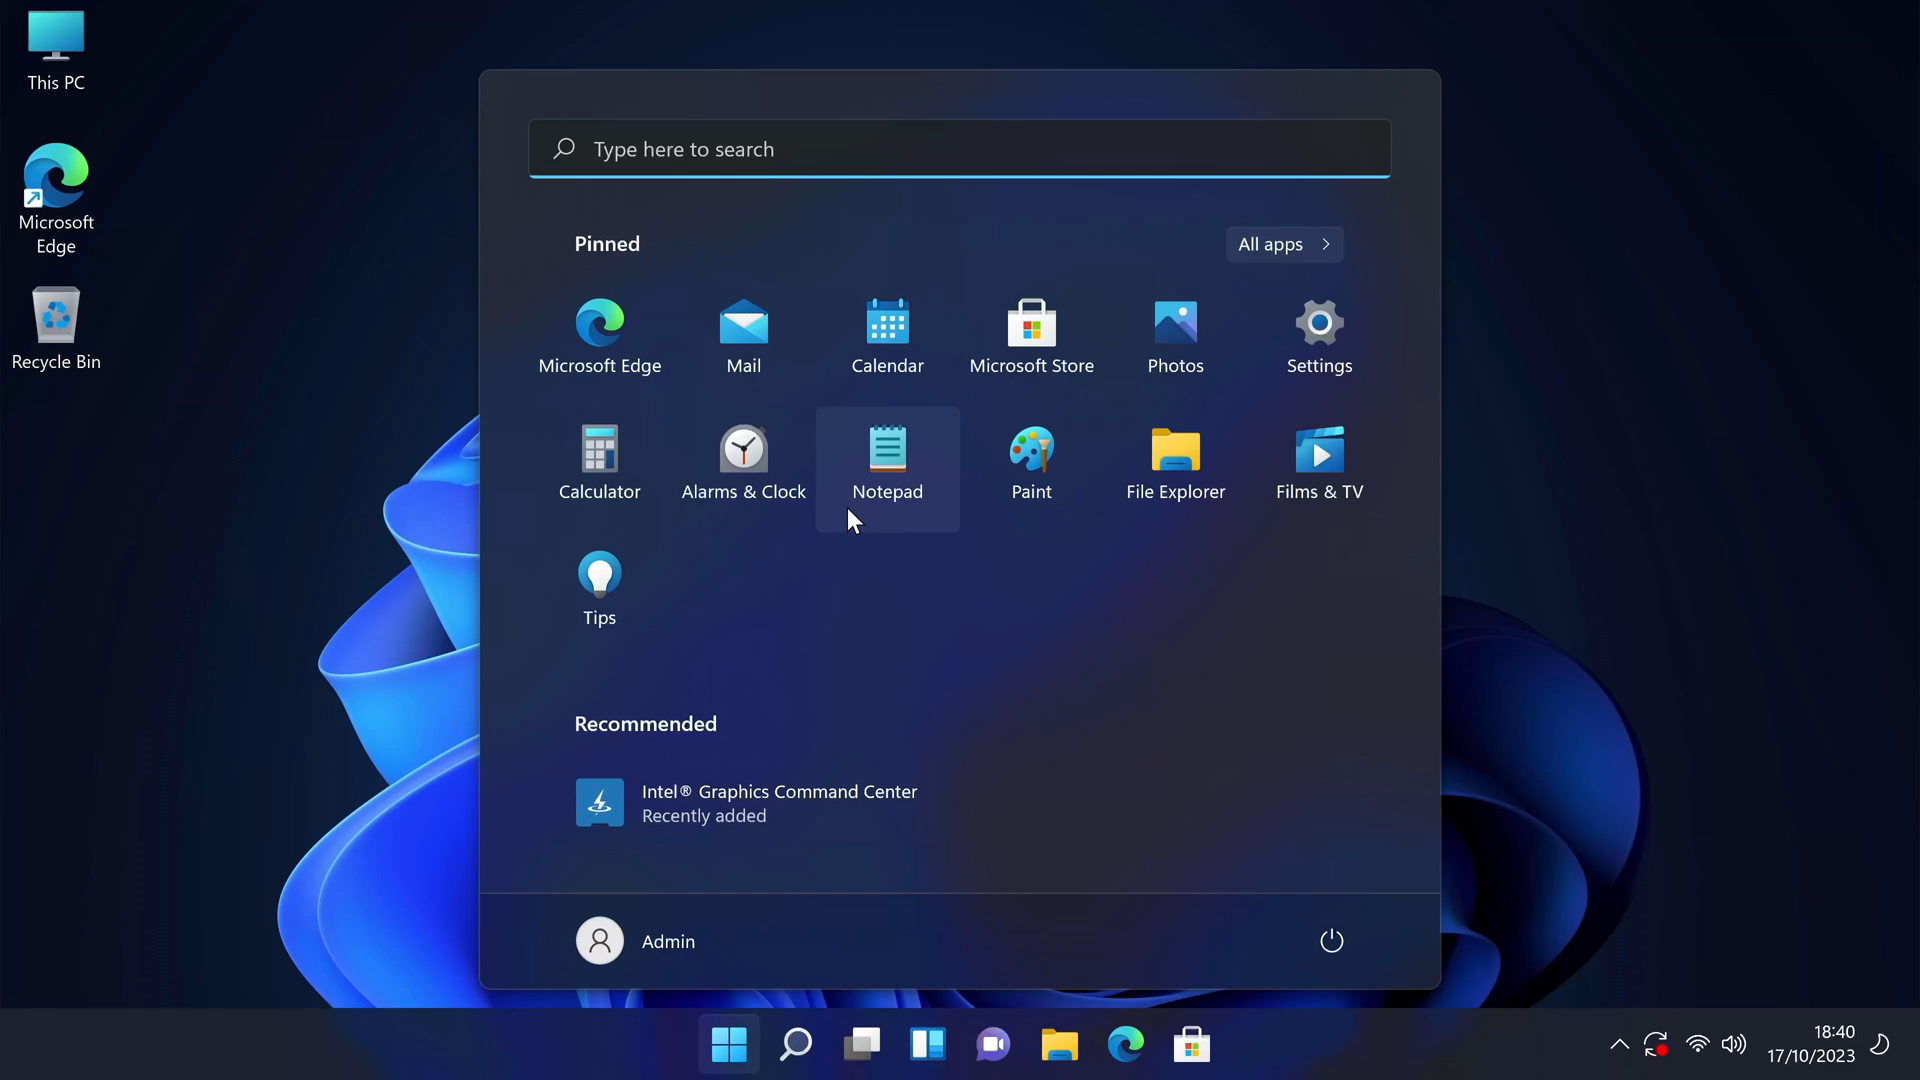 This PC
Microsoft
Edge
Recycle Bin
Type here to search
Pinned
All apps
Microsoft Edge
Mail
Calendar
Microsoft Store
Photos
Settings
Calculator
Alarms & Clock
Notepad
Paint
File Explorer
Films & TV
Tips
Recommended
Intel® Graphics Command Center
Recently added
Admin
18:40
17/10/2023